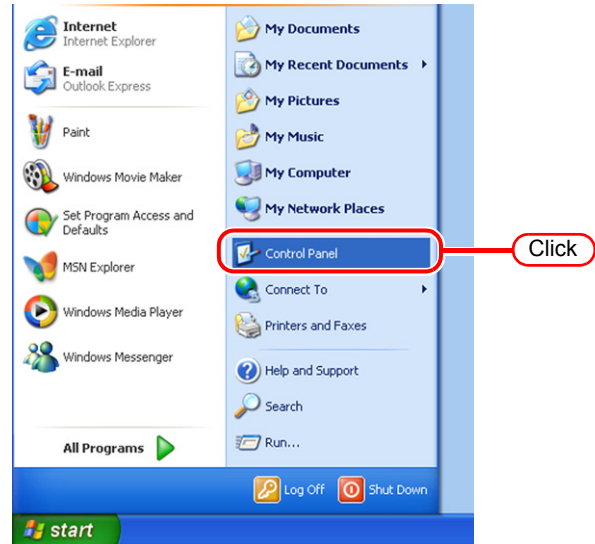 Internet
Internet Explorer
E-mail
Outlook Express
Paint
Windows Movie Maker
Set Program Access and
Defaults
MSN Explorer
Windows Media Player
Windows Messenger
All Programs
My Documents
My Recent Documents
My Pictures
My Music
My Computer
My Network Places
Control Panel
Connect To
Printers and Faxes
Help and Support
Search
Run...
Click
Log Off
Shut Down
start